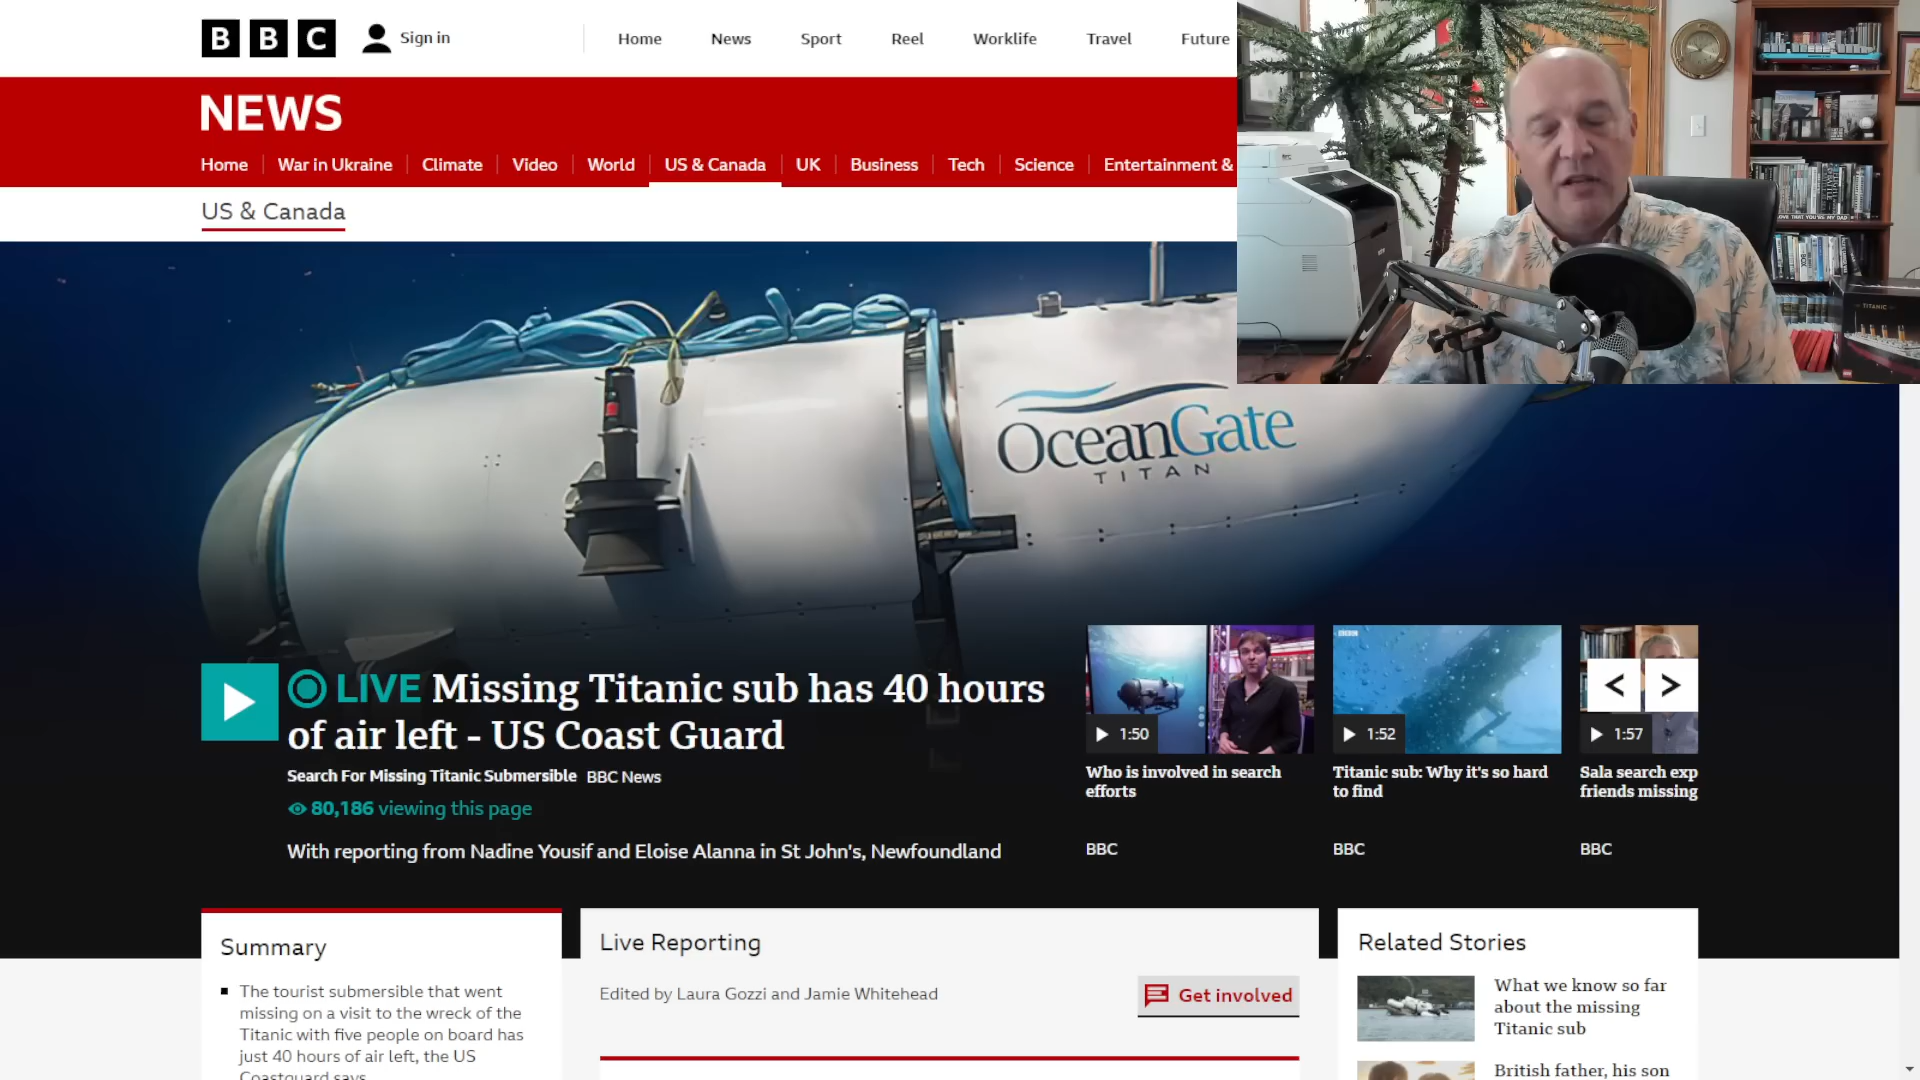 BBC
Sign in
Home
News
Sport
Reel
Worklife
Travel
Future
NEWS
Home
War in Ukraine
Climate
Video
World
US & Canada
UK
Business
Tech
Science
Entertainment &
US & Canada
OceanGate
TITAN
TITANIC
LIVE Missing Titanic sub has 40 hours
of air left - US Coast Guard
Search For Missing Titanic Submersible BBC News
80,186 viewing this page
With reporting from Nadine Yousif and Eloise Alanna in St John's, Newfoundland
1:50
Who is involved in search
efforts
BBC
1:52
Titanic sub: Why it's so hard
to find
BBC
1:57
Sala search exp
friends missing
BBC
Summary
The tourist submersible that went
missing on a visit to the wreck of the
Titanic with five people on board has
just 40 hours of air left, the US
Coastguard says
Live Reporting
Edited by Laura Gozzi and Jamie Whitehead
Get involved
Related Stories
What we know so far
about the missing
Titanic sub
British father, his son